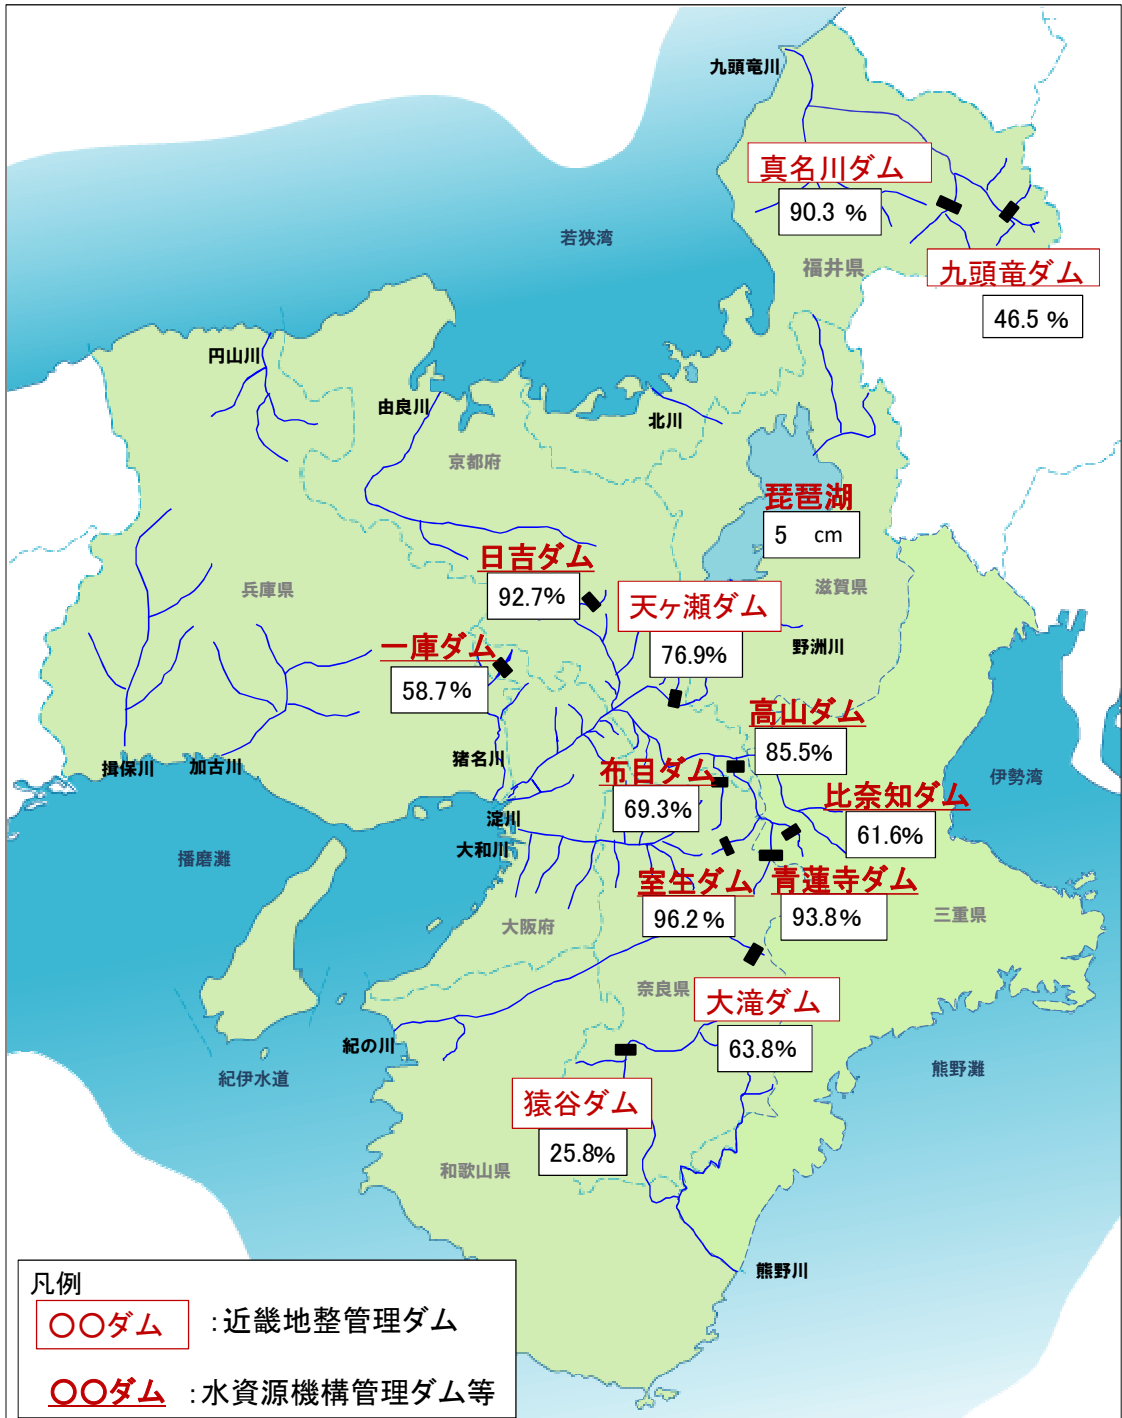 九頭竜川
真名川ダム
90.3 %
若狭湾
福井県
九頭竜ダム
46.5 %
円山川
由良川
北川
京都府
琵琶湖
5 cm
日吉ダム
92.7%
兵庫県
天ヶ瀬ダム
滋賀県
76.9%
野洲川
一庫ダム
58.7%
高山ダム
85.5%
猪名川
揖保川
加古川
布目ダム
69.3%
伊勢湾
比奈知ダム
61.6%
淀川
大和川
播磨灘
室生ダム
96.2 %
青蓮寺ダム
93.8%
大阪府
三重県
奈良県
大滝ダム
63.8%
紀の川
紀伊水道
熊野灘
猿谷ダム
25.8%
和歌山県
熊野川
凡例
〇〇ダム :近畿地整管理ダム
〇〇ダム :水資源機構管理ダム等